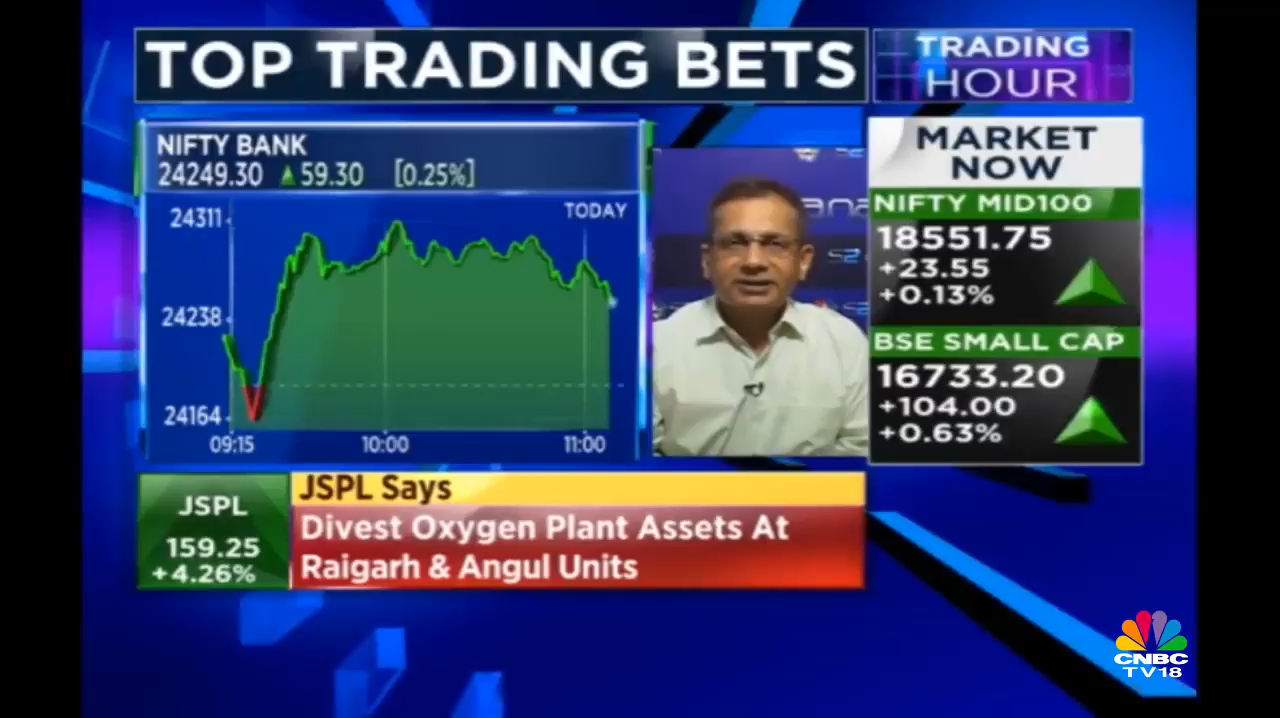 TOP TRADING BETS
TRADING
HOUR
NIFTY BANK
24249.30 ▲59.30 [0.25%]
TODAY
24311
24238
24164
09:15 10:00 11:00
MARKET
NOW
NIFTY MID100
18551.75
+23.55
+0.13%
BSE SMALL CAP
16733.20
+104.00
+0.63%
JSPL
159.25
+4.26%
JSPL Says
Divest Oxygen Plant Assets At
Raigarh & Angul Units
CNBC
TV18